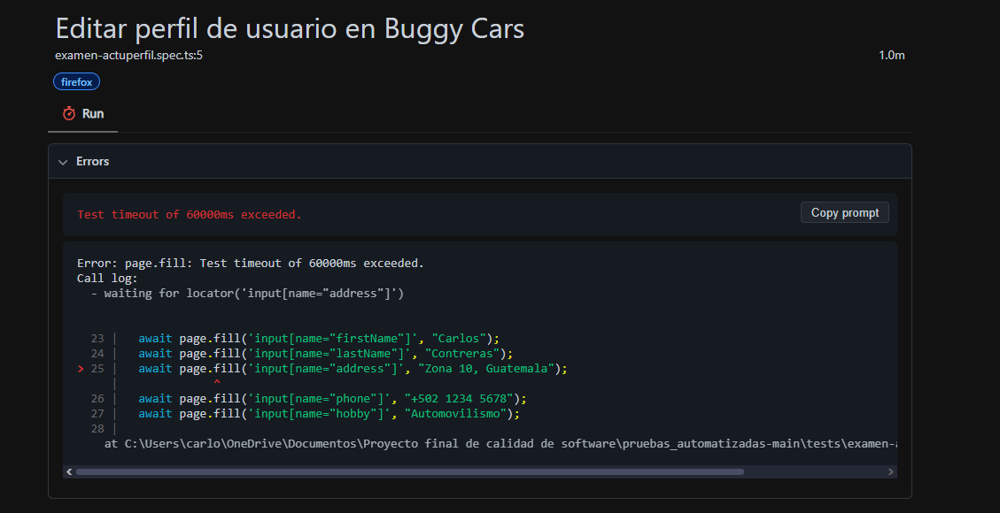 Editar perfil de usuario en Buggy Cars
examen-actuperfil.spec.ts:5
1.0m
firefox
Run
Errors
Test timeout of 60000ms exceeded.
Copy prompt
Error: page.fill: Test timeout of 60000ms exceeded.
Call log:
- waiting for locator('input[name="address"]')
23 | await page.fill('input[name="firstName"]', "Carlos");
24 | await page.fill('input[name="lastName"]', "Contreras");
> 25 | await page.fill('input[name="address"]', "Zona 10, Guatemala");
| ^
26 | await page.fill('input[name="phone"]', "+502 1234 5678");
27 | await page.fill('input[name="hobby"]', "Automovilismo");
28 |
at C:\Users\carlo\OneDrive\Documentos\Proyecto final de calidad de software\pruebas_automatizadas-main\tests\examen-